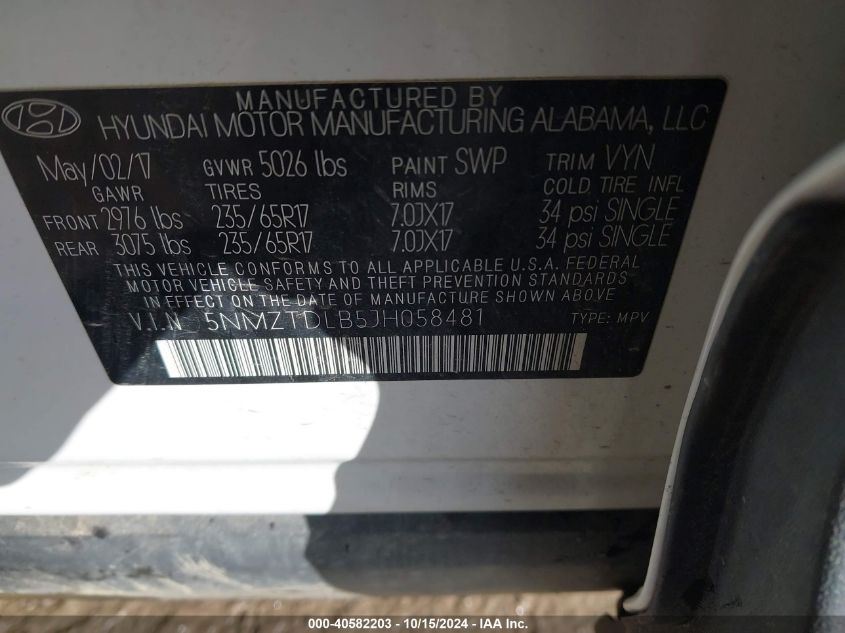 MANUFACTURED BY
HYUNDAI MOTOR MANUFACTURING ALABAMA, LLC
May/02/17 GVWR 5026 lbs PAINT SWP TRIM VYN
GAWR TIRES RIMS COLD TIRE INFL
FRONT 2976 lbs 235/65R17 7.0JX17 34 psi SINGLE
REAR 3075 lbs 235/65R17 7.0JX17 34 psi SINGLE
THIS VEHICLE CONFORMS TO ALL APPLICABLE U.S.A. FEDERAL
MOTOR VEHICLE SAFETY AND THEFT PREVENTION STANDARDS
IN EFFECT ON THE DATE OF MANUFACTURE SHOWN ABOVE
V.I.N 5NMZTDLB5JH058481 TYPE: MPV
000-40582203 - 10/15/2024 - IAAI Inc.